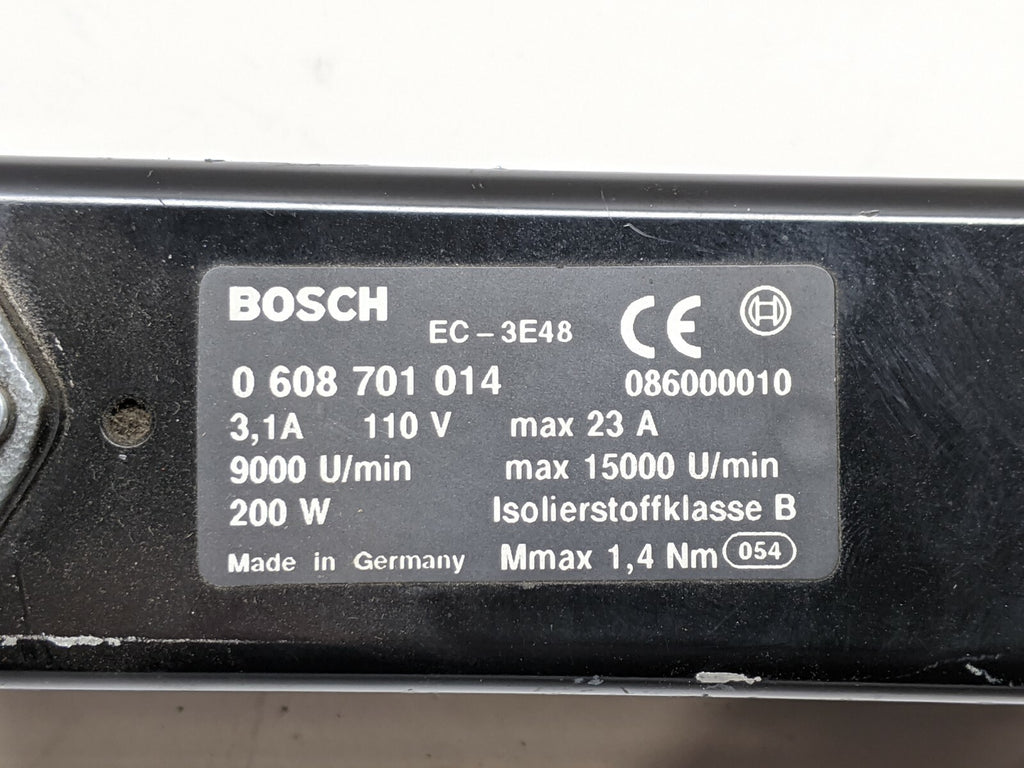 BOSCH
EC-3E48 CE
0 608 701 014 086000010
3,1A 110 V max 23 A
9000 U/min max 15000 U/min
200 W Isolierstoffklasse B
Made in Germany Mmax 1,4 Nm 054